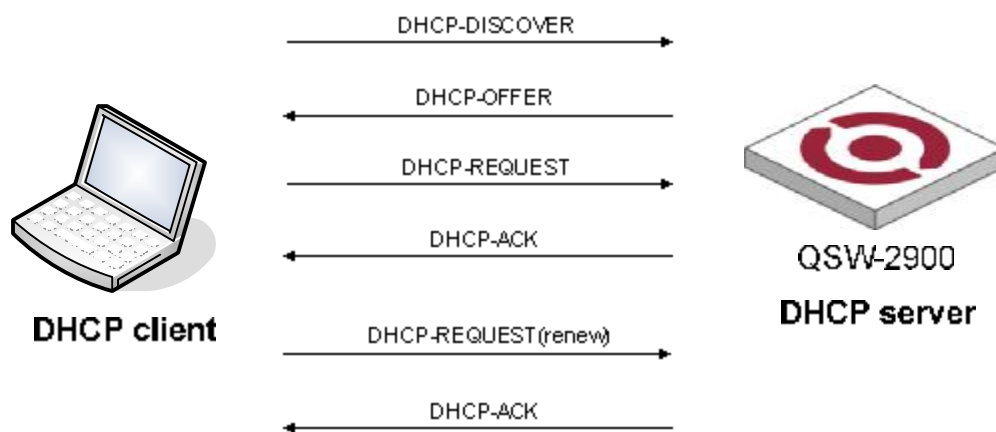 DHCP-DISCOVER
DHCP-OFFER
DHCP-REQUEST
DHCP-ACK
QSW-2900
DHCP server
DHCP client
DHCP-REQUEST(renew)
DHCP-ACK